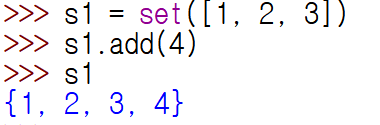 >>> s1 = set([1, 2, 3])
>>> s1.add(4)
>>> s1
{1, 2, 3, 4}